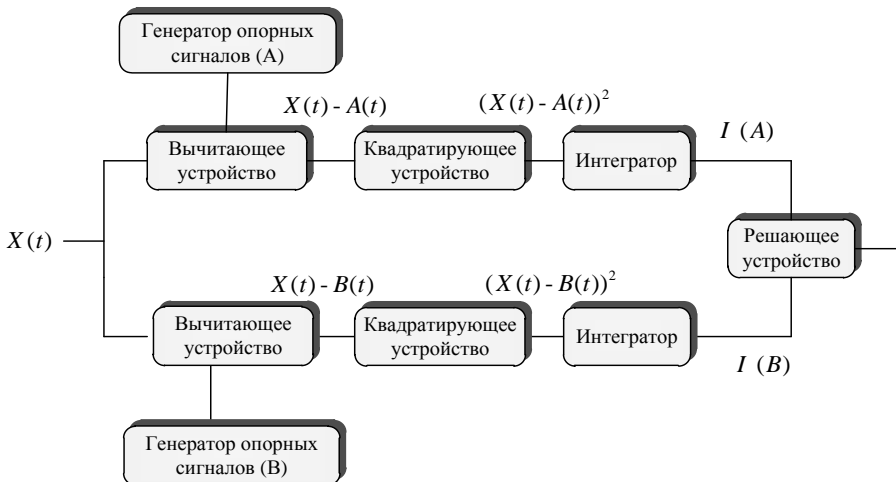 Генератор опорных
сигналов (А)
X(t) - A(t)
(X(t) - A(t))²
I (A)
Вычитающее
устройство
Квадратирующее
устройство
Интегратор
X(t)
Решающее
устройство
X(t) - B(t)
(X(t) - B(t))²
Вычитающее
устройство
Квадратирующее
устройство
Интегратор
I (B)
Генератор опорных
сигналов (В)